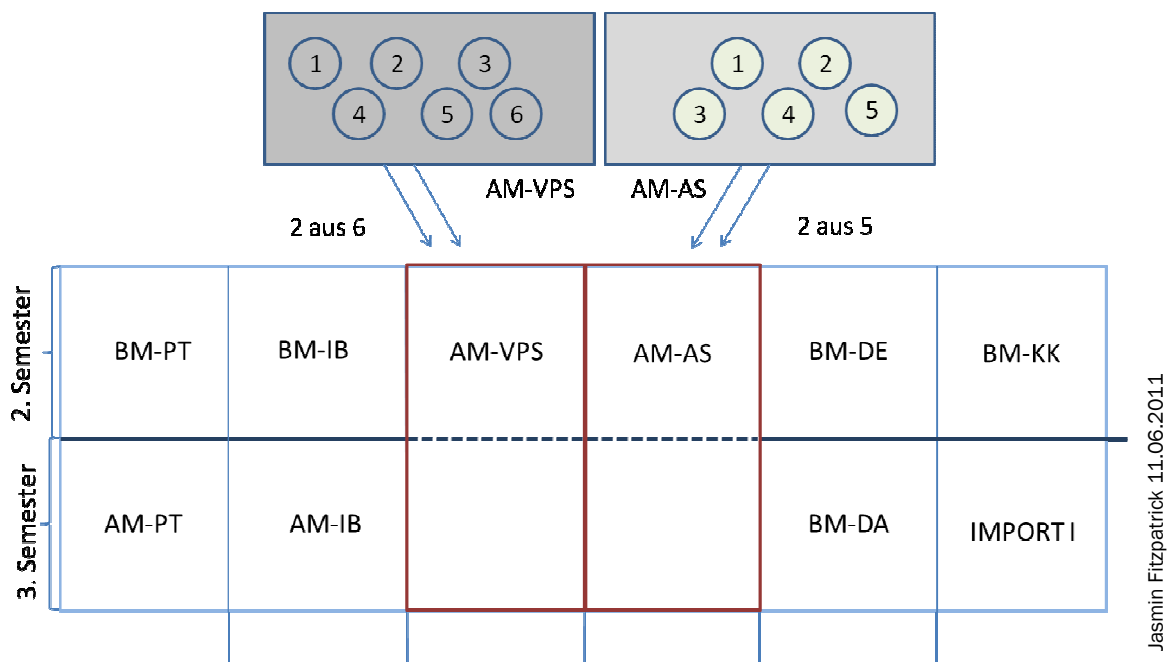 1 2 3
4 5 6
1 2
3 4 5
AM-VPS
AM-AS
2 aus 6
2 aus 5
2. Semester
BM-PT
BM-IB
AM-VPS
AM-AS
BM-DE
BM-KK
3. Semester
AM-PT
AM-IB
BM-DA
IMPORT I
Jasmin Fitzpatrick 11.06.2011